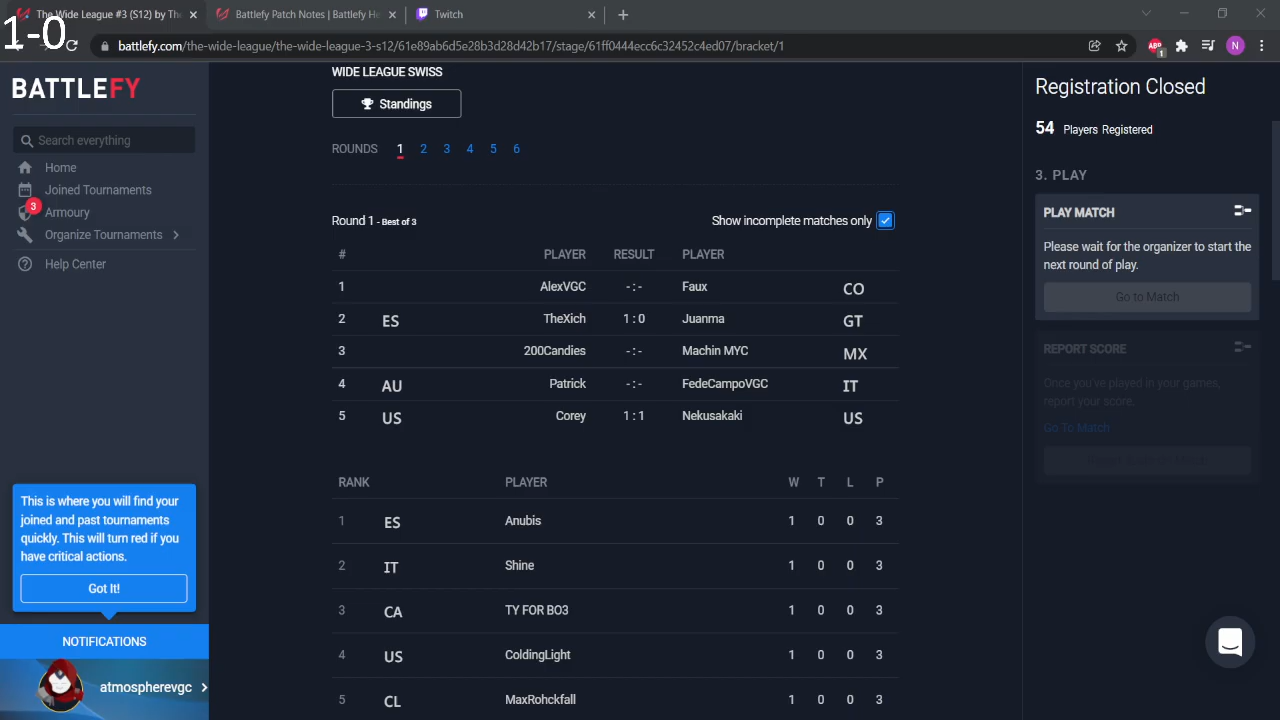 1-0
The Wide League #3 (S12) by The
Battlefy Patch Notes | Battlefy He
Twitch
battlefy.com/the-wide-league/the-wide-league-3-s12/61e89ab6d5e28b3d28d42b17/stage/61ff0444ecc6c32452c4ed07/bracket/1
ABP
1
N
BATTLEFY
Search everything
Home
Joined Tournaments
3
Armoury
Organize Tournaments
Help Center
This is where you will find your
joined and past tournaments
quickly. This will turn red if you
have critical actions.
Got It!
NOTIFICATIONS
atmospherevgc
WIDE LEAGUE SWISS
Standings
ROUNDS 1 2 3 4 5 6
Round 1 - Best of 3 Show incomplete matches only
# PLAYER RESULT PLAYER
1 AlexVGC - : - Faux CO
2 ES TheXich 1 : 0 Juanma GT
3 200Candies - : - Machin MYC MX
4 AU Patrick - : - FedeCampoVGC IT
5 US Corey 1 : 1 Nekusakaki US
RANK PLAYER W T L P
1 ES Anubis 1 0 0 3
2 IT Shine 1 0 0 3
3 CA TY FOR BO3 1 0 0 3
4 US ColdingLight 1 0 0 3
5 CL MaxRohckfall 1 0 0 3
Registration Closed
54 Players Registered
3. PLAY
PLAY MATCH
Please wait for the organizer to start the
next round of play.
Go to Match
REPORT SCORE
Once you've played in your games,
report your score.
Go To Match